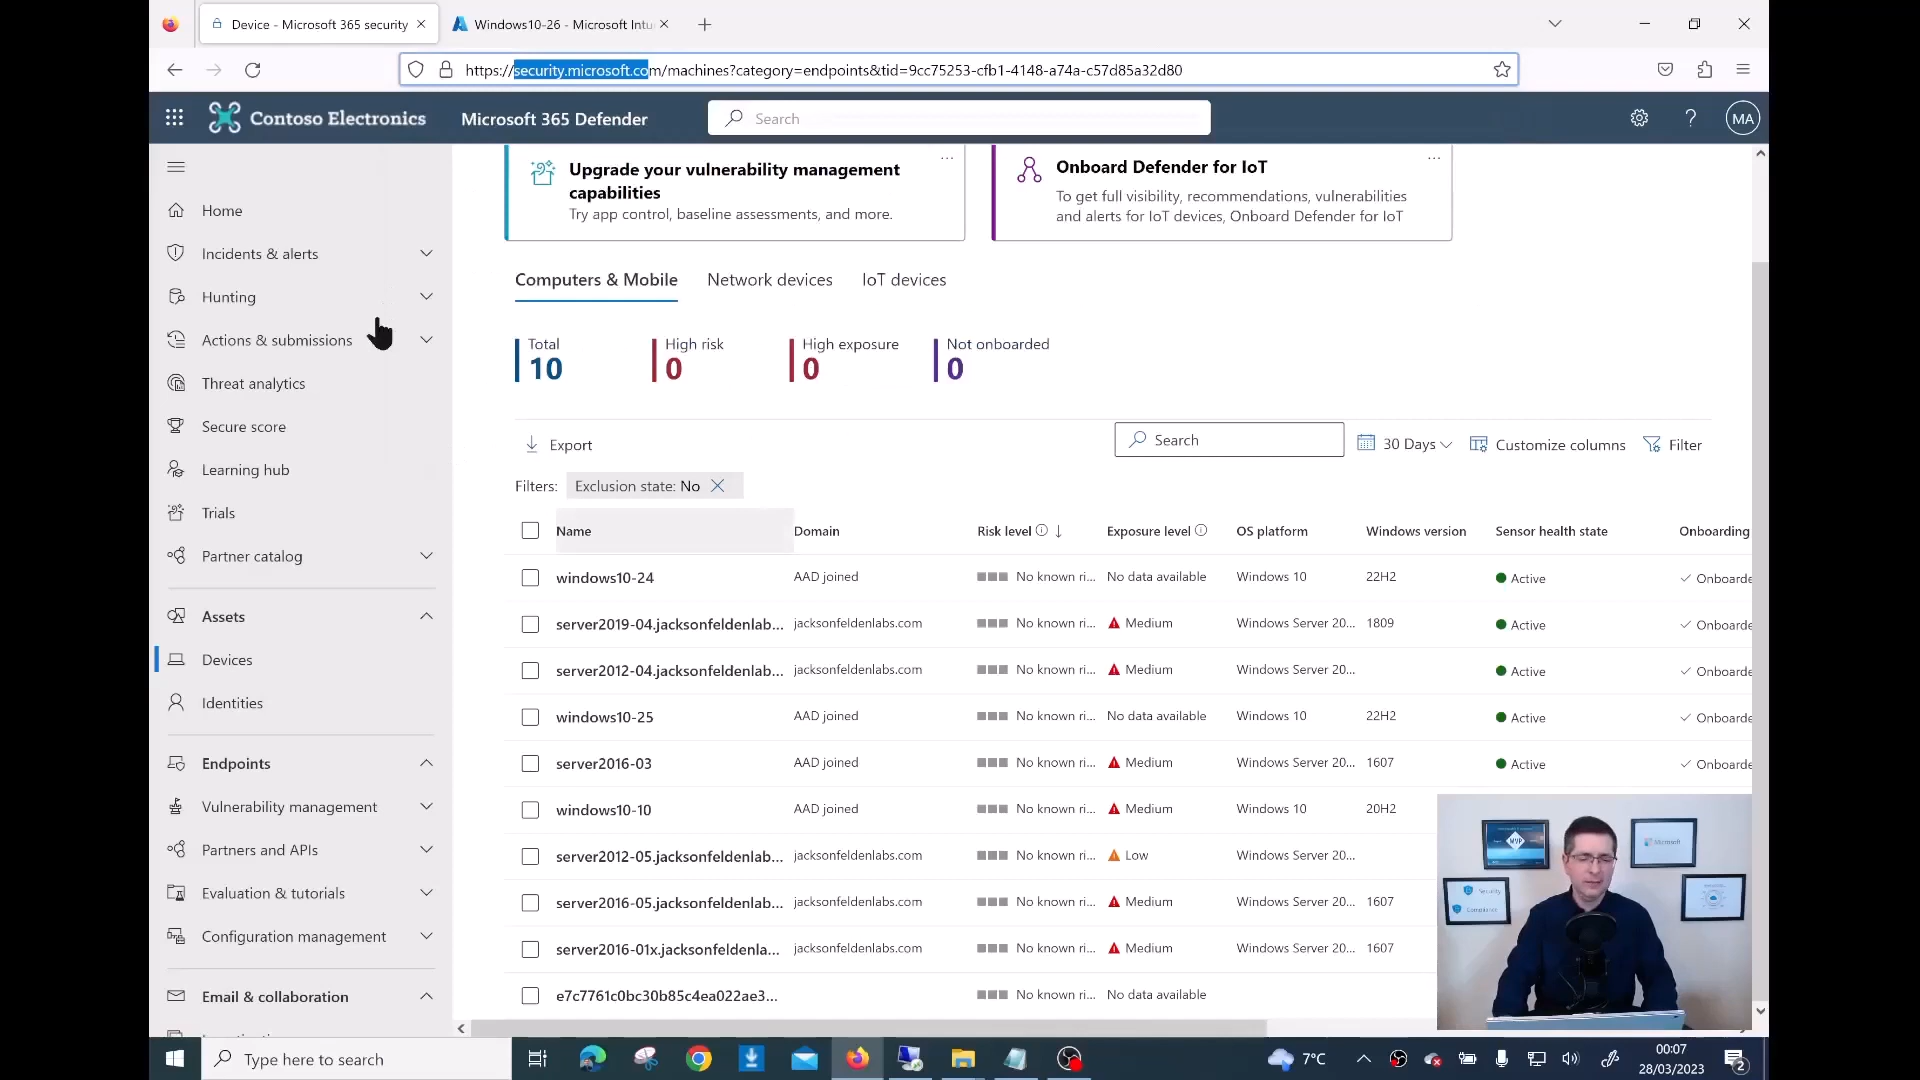 Device - Microsoft 365 security
Windows10-26 - Microsoft Intu
https://security.microsoft.com/machines?category=endpoints&tid=9cc75253-cfb1-4148-a74a-c57d85a32d80
Contoso Electronics
Microsoft 365 Defender
Search
?
MA
Home
Incidents & alerts
Hunting
Actions & submissions
Threat analytics
Secure score
Learning hub
Trials
Partner catalog
Assets
Devices
Identities
Endpoints
Vulnerability management
Partners and APIs
Evaluation & tutorials
Configuration management
Email & collaboration
Upgrade your vulnerability management
capabilities
Try app control, baseline assessments, and more.
Onboard Defender for IoT
To get full visibility, recommendations, vulnerabilities
and alerts for IoT devices, Onboard Defender for IoT
Computers & Mobile Network devices IoT devices
Total High risk High exposure Not onboarded
10 0 0 0
Export
Search
30 Days
Customize columns
Filter
Filters: Exclusion state: No
Name Domain Risk level Exposure level OS platform Windows version Sensor health state Onboarding
windows10-24 AAD joined No known ri... No data available Windows 10 22H2 Active Onboarde
server2019-04.jacksonfeldenlab... jacksonfeldenlabs.com No known ri... Medium Windows Server 20... 1809 Active Onboarde
server2012-04.jacksonfeldenlab... jacksonfeldenlabs.com No known ri... Medium Windows Server 20... Active Onboarde
windows10-25 AAD joined No known ri... No data available Windows 10 22H2 Active Onboarde
server2016-03 AAD joined No known ri... Medium Windows Server 20... 1607 Active Onboarde
windows10-10 AAD joined No known ri... Medium Windows 10 20H2
server2012-05.jacksonfeldenlab... jacksonfeldenlabs.com No known ri... Low Windows Server 20...
server2016-05.jacksonfeldenlab... jacksonfeldenlabs.com No known ri... Medium Windows Server 20... 1607
server2016-01x.jacksonfeldenla... jacksonfeldenlabs.com No known ri... Medium Windows Server 20... 1607
e7c7761c0bc30b85c4ea022ae3... No known ri... No data available
MVP
Microsoft
Security
Compliance
Type here to search
7°C
00:07
28/03/2023
2